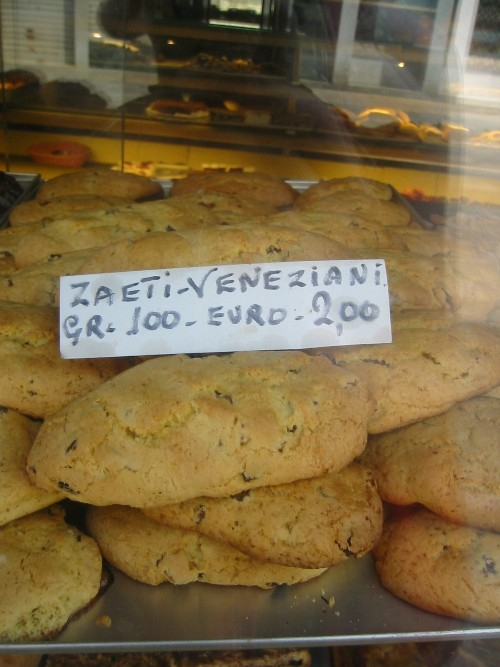 ZAETI-VENEZIANI.
GR. 100 - EURO - 2,00